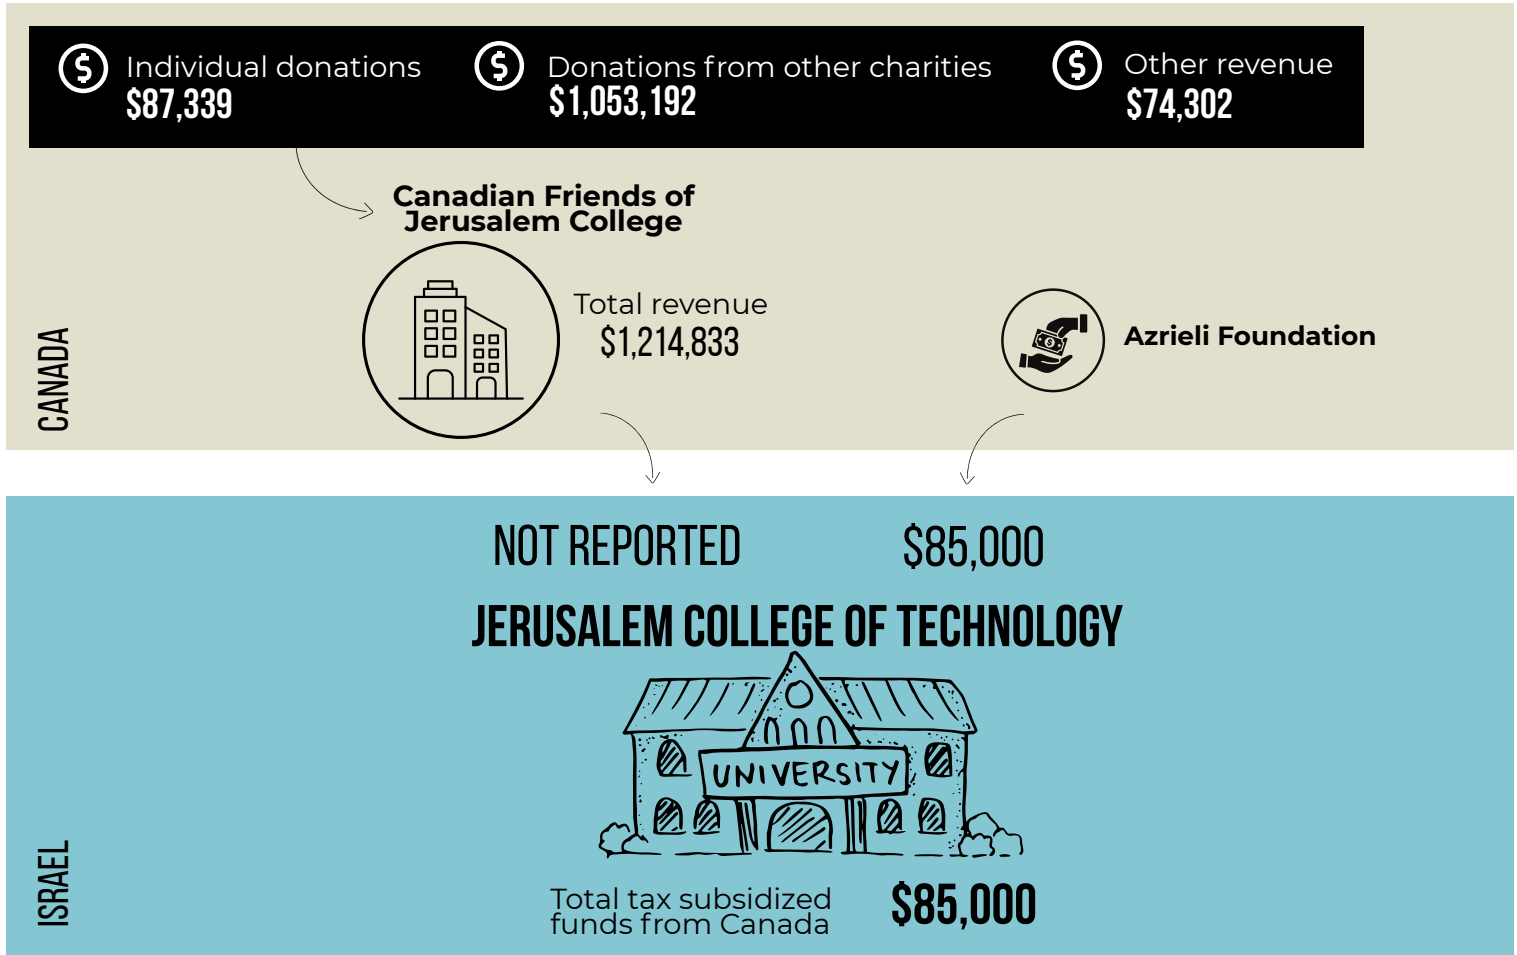 Individual donations
$87,339
Donations from other charities
$1,053,192
Other revenue
$74,302
Canadian Friends of
Jerusalem College
Total revenue
$1,214,833
Azrieli Foundation
CANADA
NOT REPORTED
$85,000
JERUSALEM COLLEGE OF TECHNOLOGY
UNIVERSITY
Total tax subsidized
funds from Canada
$85,000
ISRAEL